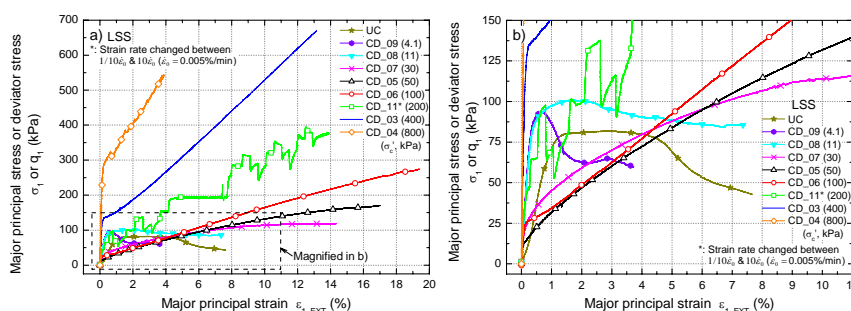 a) LSS
*: Strain rate changed between
1/10ε̇₀ & 10ε̇₀ (ε̇₀ = 0.005%/min)
UC
CD_09 (4.1)
CD_08 (11)
CD_07 (30)
CD_05 (50)
CD_06 (100)
CD_11* (200)
CD_03 (400)
CD_04 (800)
(σc', kPa)
Magnified in b)
700
600
500
400
300
200
100
0
0 2 4 6 8 10 12 14 16 18 20
Major principal strain ε1,EXT (%)
Major principal stress or deviator stress
σ1 or q, (kPa)
b)
LSS
UC
CD_09 (4.1)
CD_08 (11)
CD_07 (30)
CD_05 (50)
CD_06 (100)
CD_11* (200)
CD_03 (400)
CD_04 (800)
(σc', kPa)
*: Strain rate changed between
1/10ε̇₀ & 10ε̇₀ (ε̇₀ = 0.005%/min)
150
125
100
75
50
25
0
0 1 2 3 4 5 6 7 8 9 10 11
Major principal strain ε1,EXT (%)
Major principal stress or deviator stress
σ1 or q, (kPa)